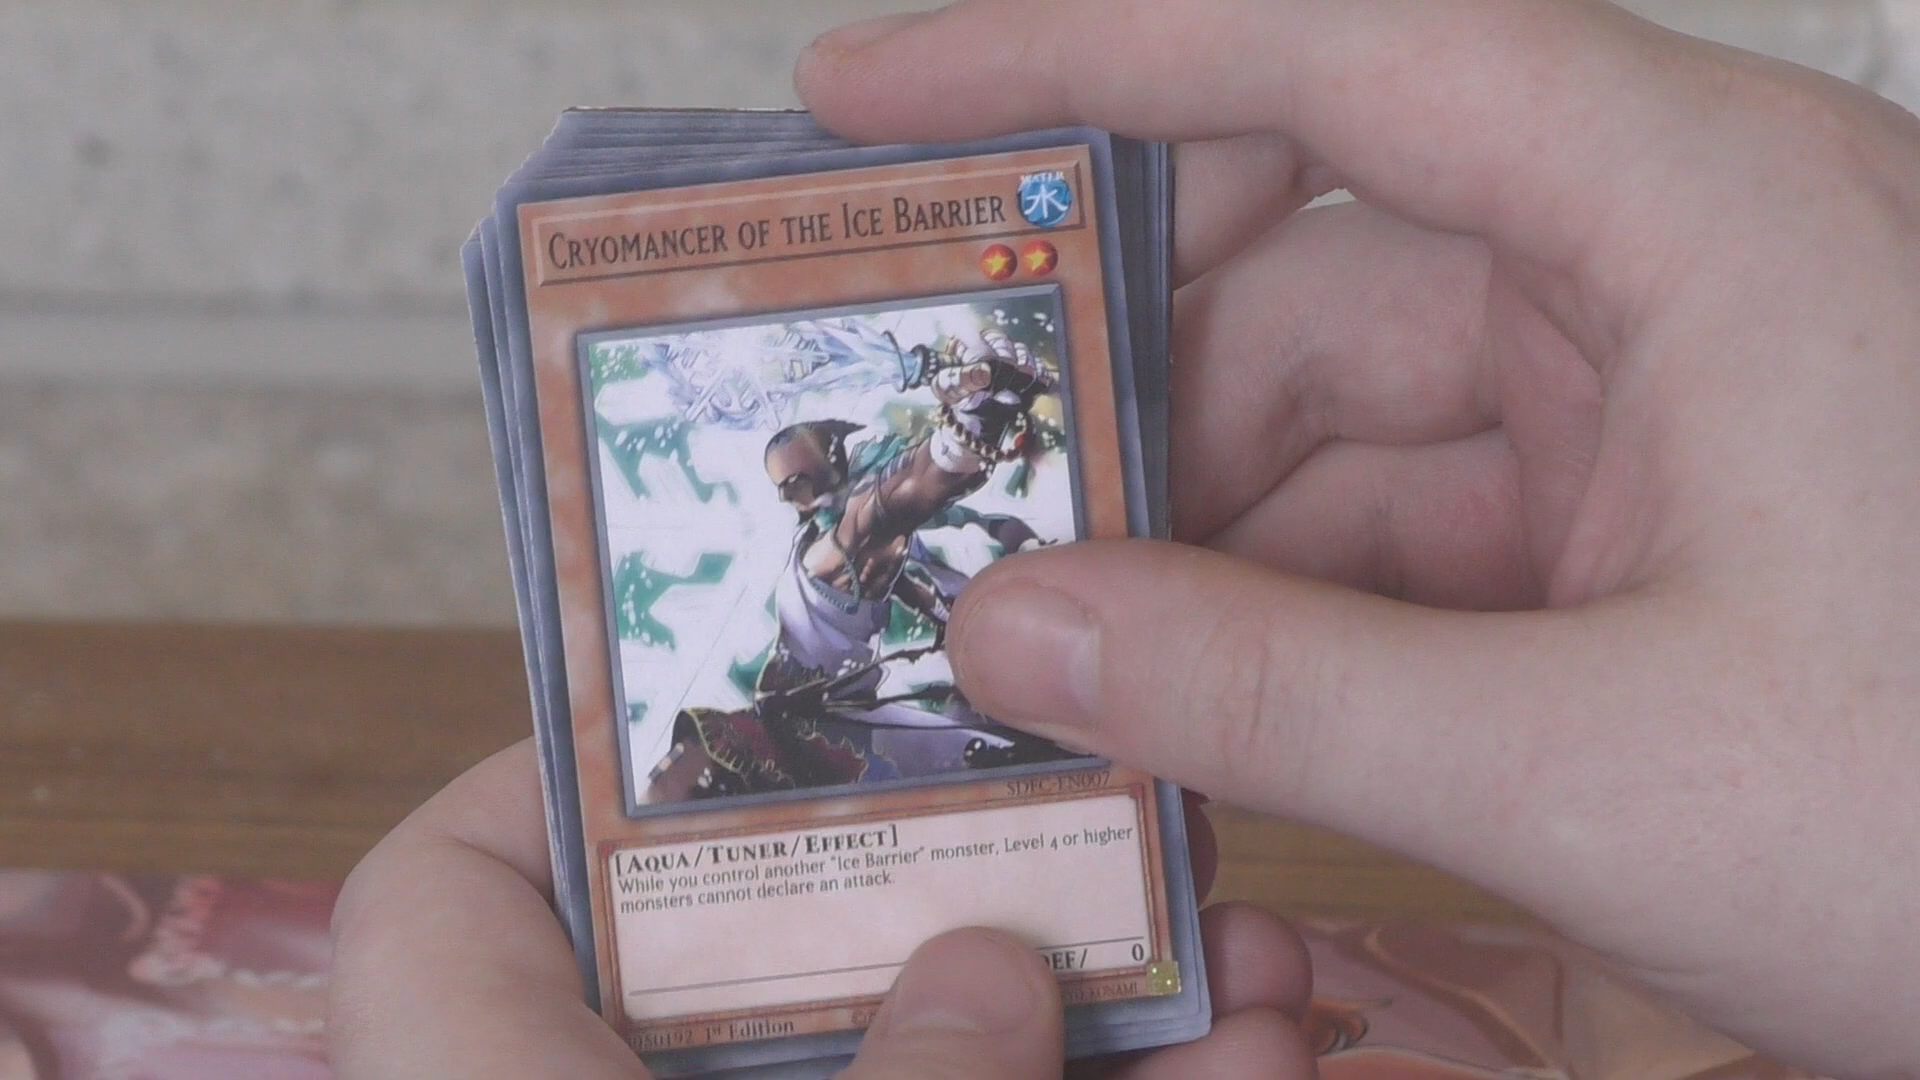 CRYOMANCER OF THE ICE BARRIER
WATER
水
SDFC-EN007
[AQUA/TUNER/EFFECT]
While you control another "Ice Barrier" monster, Level 4 or higher
monsters cannot declare an attack.
DEF/ 0
KONAMI
1st Edition